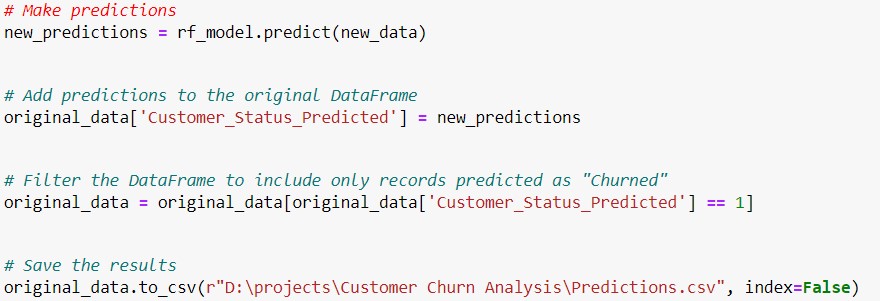 # Make predictions
new_predictions = rf_model.predict(new_data)
# Add predictions to the original DataFrame
original_data['Customer_Status_Predicted'] = new_predictions
# Filter the DataFrame to include only records predicted as "Churned"
original_data = original_data[original_data['Customer_Status_Predicted'] == 1]
# Save the results
original_data.to_csv(r"D:\projects\Customer Churn Analysis\Predictions.csv", index=False)